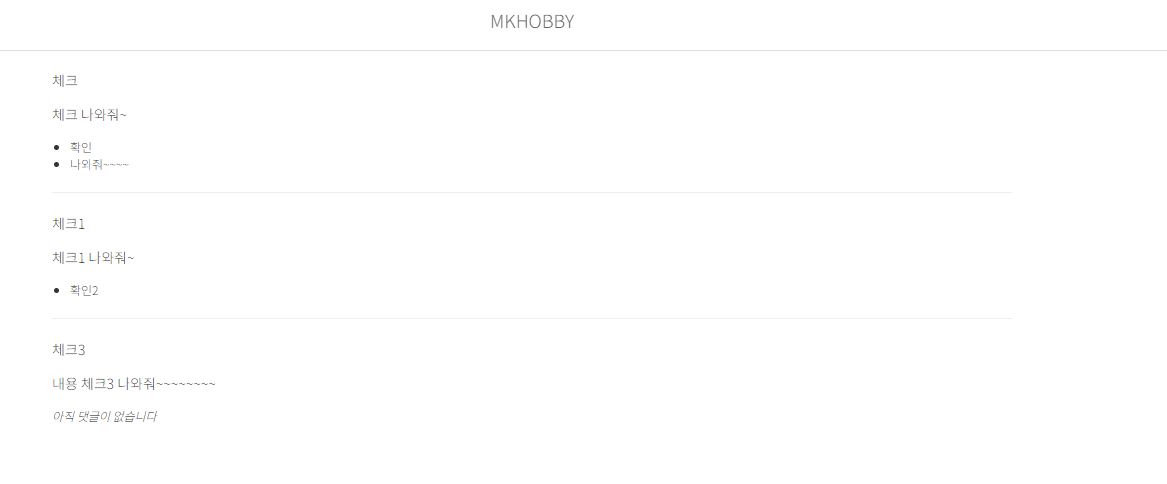 MKHOBBY
체크
체크 나와줘~
확인
나와줘~~~~
체크1
체크1 나와줘~
확인2
체크3
내용 체크3 나와줘~~~~~~~~
아직 댓글이 없습니다